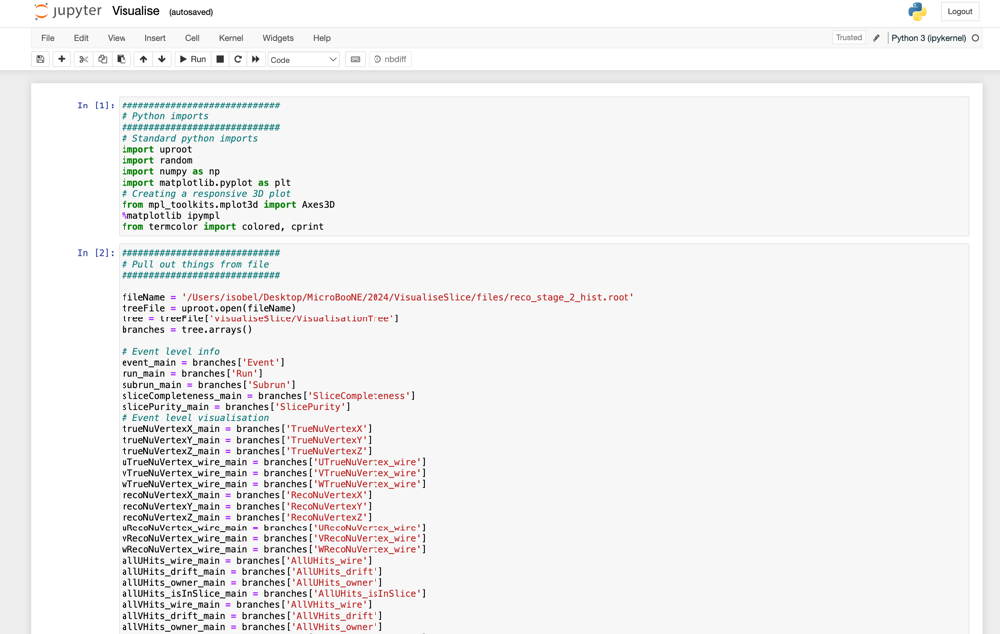 jupyter Visualise (autosaved) Logout
File Edit View Insert Cell Kernel Widgets Help Trusted Python 3 (ipykernel)
Run Code nbdiff
In [1]: #############################
# Python imports
#############################
# Standard python imports
import uproot
import random
import numpy as np
import matplotlib.pyplot as plt
# Creating a responsive 3D plot
from mpl_toolkits.mplot3d import Axes3D
%matplotlib ipympl
from termcolor import colored, cprint
In [2]: #############################
# Pull out things from file
#############################
fileName = '/Users/isobel/Desktop/MicroBooNE/2024/VisualiseSlice/files/reco_stage_2_hist.root'
treeFile = uproot.open(fileName)
tree = treeFile['visualiseSlice/VisualisationTree']
branches = tree.arrays()
# Event level info
event_main = branches['Event']
run_main = branches['Run']
subrun_main = branches['Subrun']
sliceCompleteness_main = branches['SliceCompleteness']
slicePurity_main = branches['SlicePurity']
# Event level visualisation
trueNuVertexX_main = branches['TrueNuVertexX']
trueNuVertexY_main = branches['TrueNuVertexY']
trueNuVertexZ_main = branches['TrueNuVertexZ']
uTrueNuVertex_wire_main = branches['UTrueNuVertex_wire']
vTrueNuVertex_wire_main = branches['VTrueNuVertex_wire']
wTrueNuVertex_wire_main = branches['WTrueNuVertex_wire']
recoNuVertexX_main = branches['RecoNuVertexX']
recoNuVertexY_main = branches['RecoNuVertexY']
recoNuVertexZ_main = branches['RecoNuVertexZ']
uRecoNuVertex_wire_main = branches['URecoNuVertex_wire']
vRecoNuVertex_wire_main = branches['VRecoNuVertex_wire']
wRecoNuVertex_wire_main = branches['WRecoNuVertex_wire']
allUHits_wire_main = branches['AllUHits_wire']
allUHits_drift_main = branches['AllUHits_drift']
allUHits_owner_main = branches['AllUHits_owner']
allUHits_isInSlice_main = branches['AllUHits_isInSlice']
allVHits_wire_main = branches['AllVHits_wire']
allVHits_drift_main = branches['AllVHits_drift']
allVHits_owner_main = branches['AllVHits_owner']